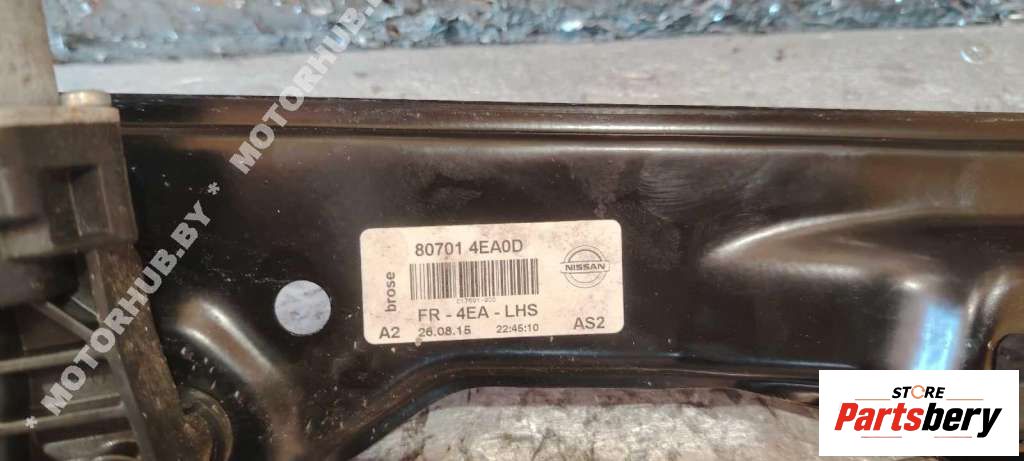 * MOTORHUB.BY * MOTORHUB.BY
80701 4EA0D
brose
NISSAN
FR - 4EA - LHS
A2 26.08.15 22:45:10 AS2
STORE
Partsbery